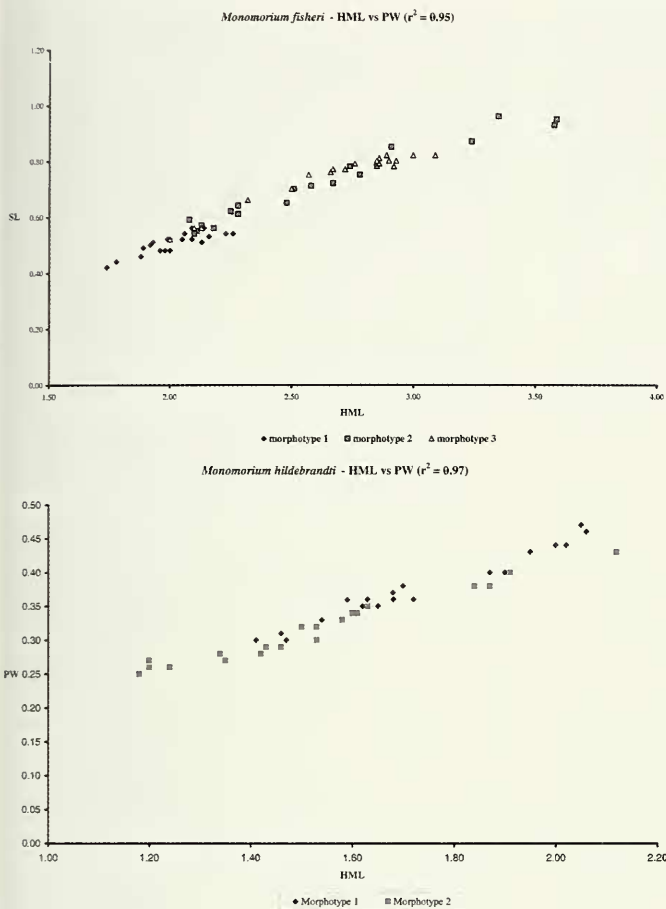 Monomorium fisheri - HML vs PW (r² = 0.95)
1.20
1.00
0.80
SL
0.60
0.40
0.20
0.00
1.50 2.00 2.50 3.00 3.50 4.00
HML
morphotype 1 morphotype 2 morphotype 3
Monomorium hildebrandti - HML vs PW (r² = 0.97)
0.50
0.45
0.40
0.35
0.30
PW 0.25
0.20
0.15
0.10
0.05
0.00
1.00 1.20 1.40 1.60 1.80 2.00 2.20
HML
Morphotype 1 Morphotype 2